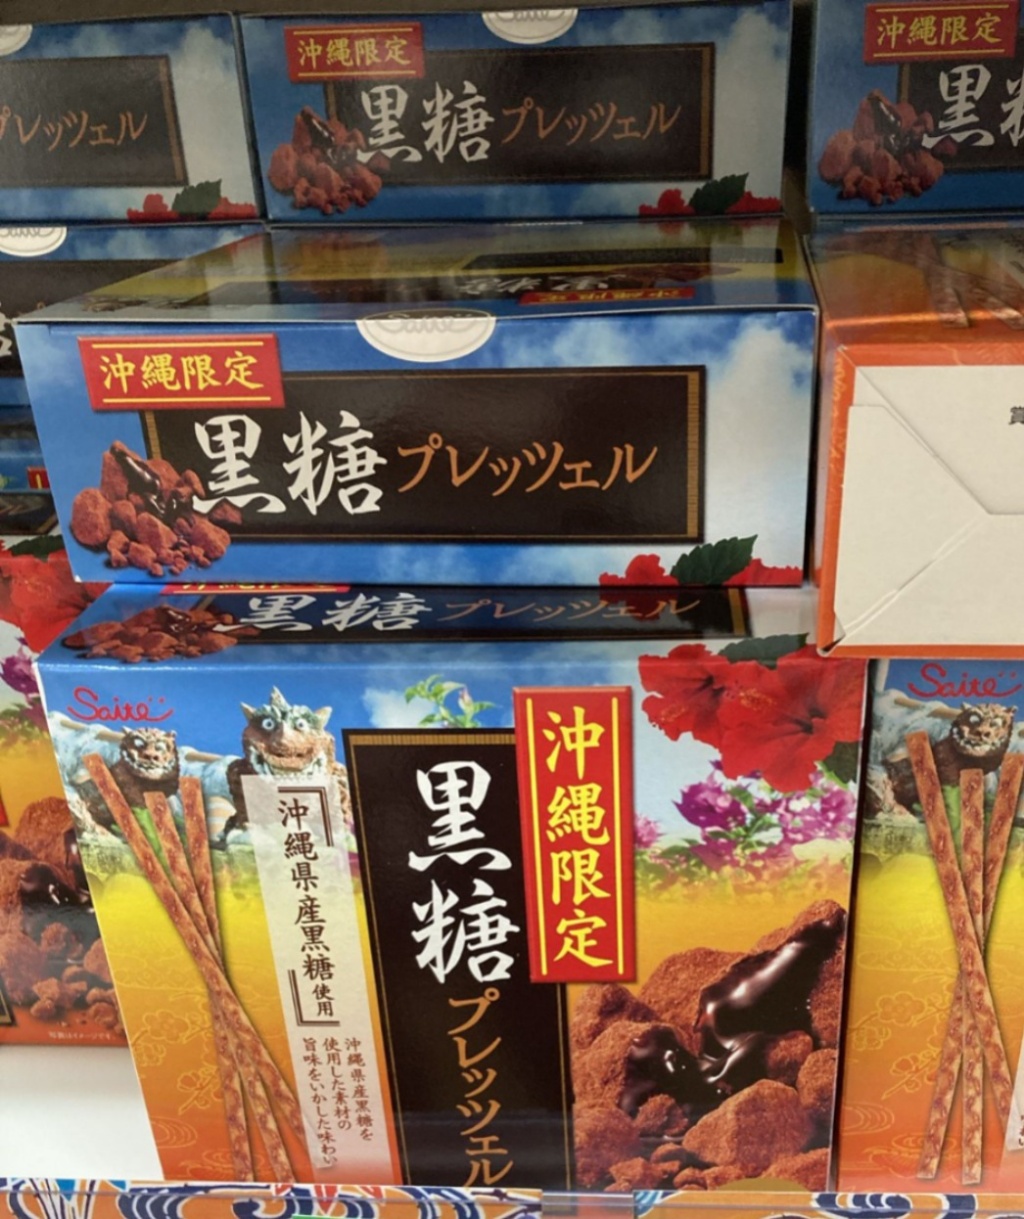 沖縄限定
黒糖プレッツェル
プレッツェル
沖縄限定
黒
沖縄限定
黒糖プレッツェル
賞
黒糖プレッツェル
Saito
沖縄限定
黒糖プレッツェル
沖縄県産黒糖使用
沖縄県産黒糖を
使用した素材の
旨味をいかした味わい
Saito